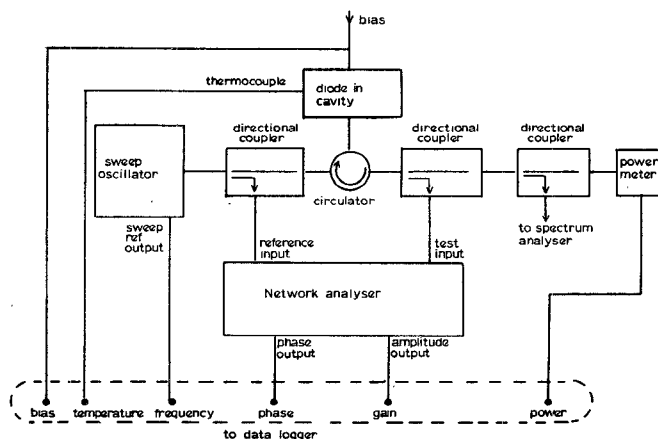 bias
thermocouple
diode in
cavity
directional
coupler
directional
coupler
directional
coupler
sweep
oscillator
power
meter
circulator
sweep
ref
output
reference
input
test
input
to spectrum
analyser
Network analyser
phase
output
amplitude
output
bias
temperature
frequency
phase
gain
power
to data logger